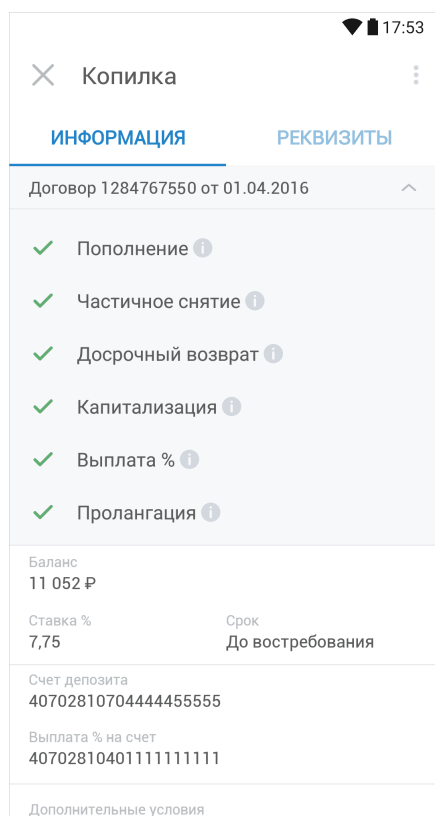 17:53
Копилка
ИНФОРМАЦИЯ РЕКВИЗИТЫ
Договор 1284767550 от 01.04.2016
Пополнение
Частичное снятие
Досрочный возврат
Капитализация
Выплата %
Пролангация
Баланс
11 052 ₽
Ставка % Срок
7,75 До востребования
Счет депозита
40702810704444455555
Выплата % на счет
40702810401111111111
Дополнительные условия